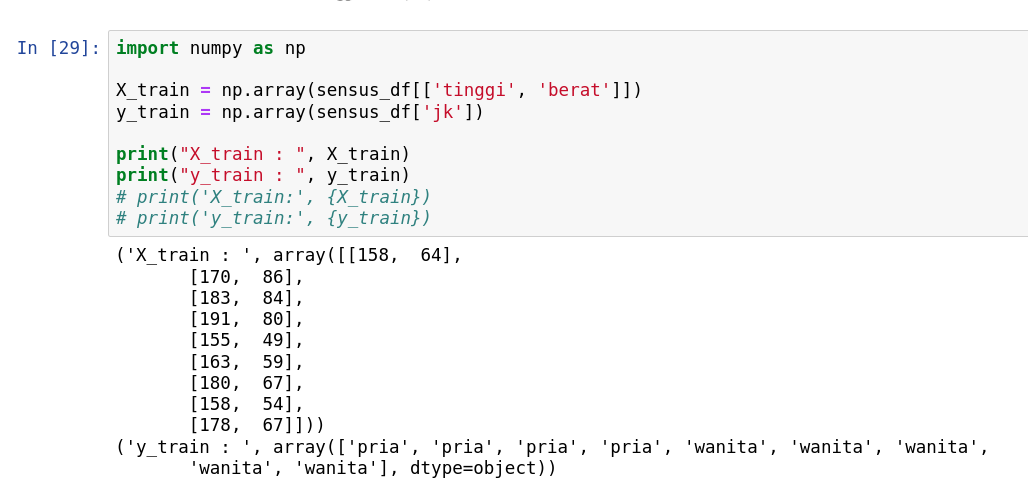 In [29]:
import numpy as np
X_train = np.array(sensus_df[['tinggi', 'berat']])
y_train = np.array(sensus_df['jk'])
print("X_train : ", X_train)
print("y_train : ", y_train)
# print('X_train:', {X_train})
# print('y_train:', {y_train})
('X_train : ', array([[158,  64],
       [170,  86],
       [183,  84],
       [191,  80],
       [155,  49],
       [163,  59],
       [180,  67],
       [158,  54],
       [178,  67]]))
('y_train : ', array(['pria', 'pria', 'pria', 'pria', 'wanita', 'wanita', 'wanita',
       'wanita', 'wanita'], dtype=object))